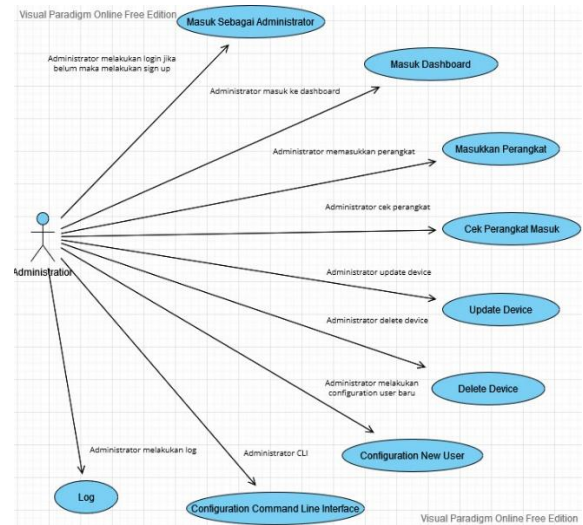 Visual Paradigm Online Free Edition
Masuk Sebagai Administrator
Administrator melakukan login jika
belum maka melakukan sign up
Masuk Dashboard
Administrator masuk ke dashboard
Administrator memasukkan perangkat
Masukkan Perangkat
Administrator cek perangkat
Cek Perangkat Masuk
Administrator
Administrator update device
Update Device
Administrator delete device
Delete Device
Administrator melakukan
configuration user baru
Configuration New User
Administrator melakukan log
Administrator CLI
Log
Configuration Command Line Interface
Visual Paradigm Online Free Edition